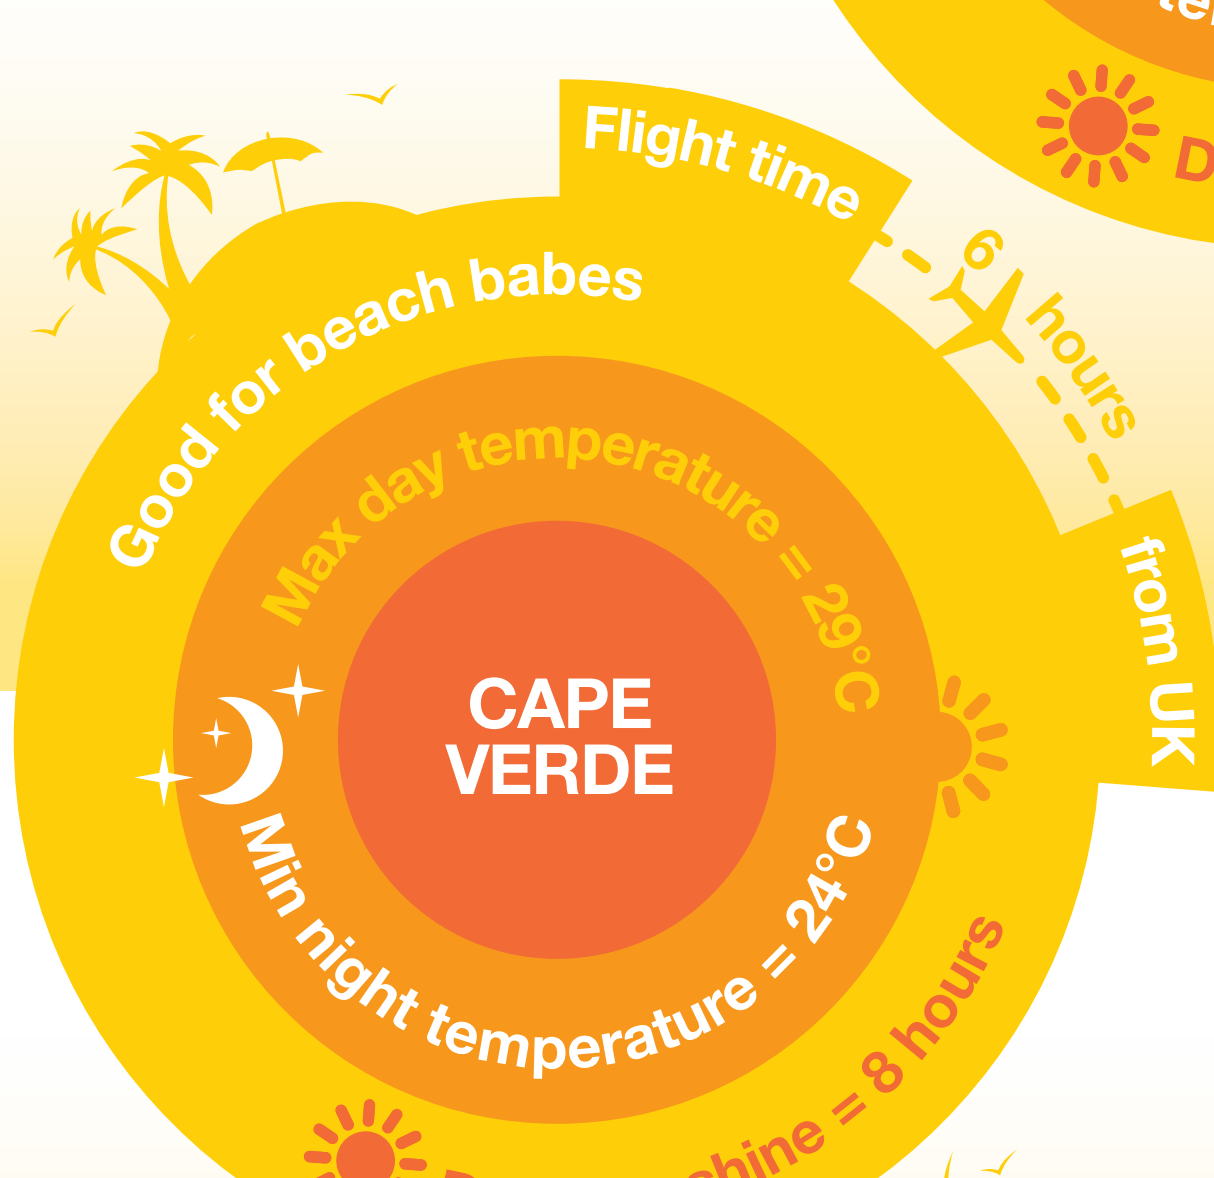 Flight time
6 hours
from UK
Good for beach babes
Max day temperature = 29°C
CAPE
VERDE
Min night temperature = 24°C
= 8 hours